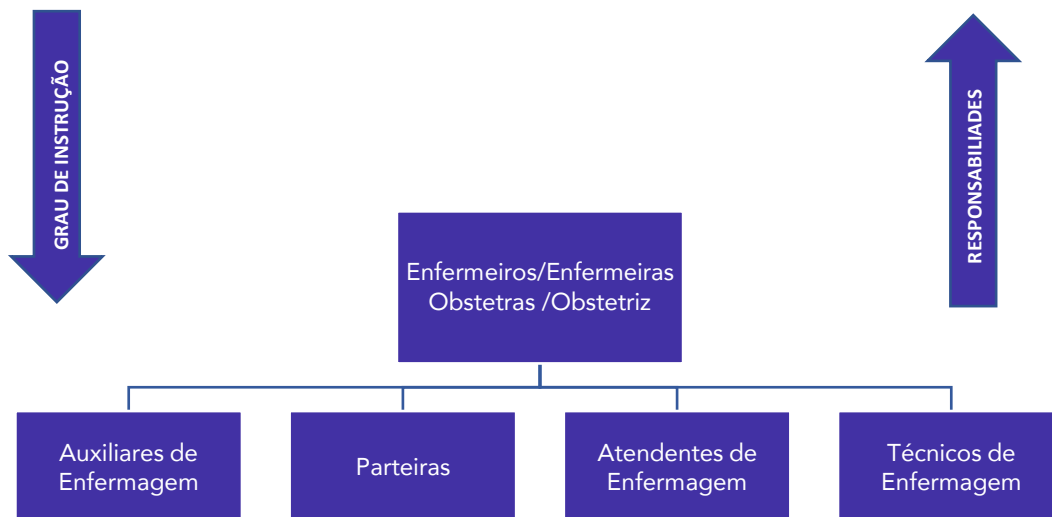 GRAU DE INSTRUÇÃO
RESPONSABILIADES
Enfermeiros/Enfermeiras
Obstetras /Obstetriz
Auxiliares de
Enfermagem
Parteiras
Atendentes de
Enfermagem
Técnicos de
Enfermagem